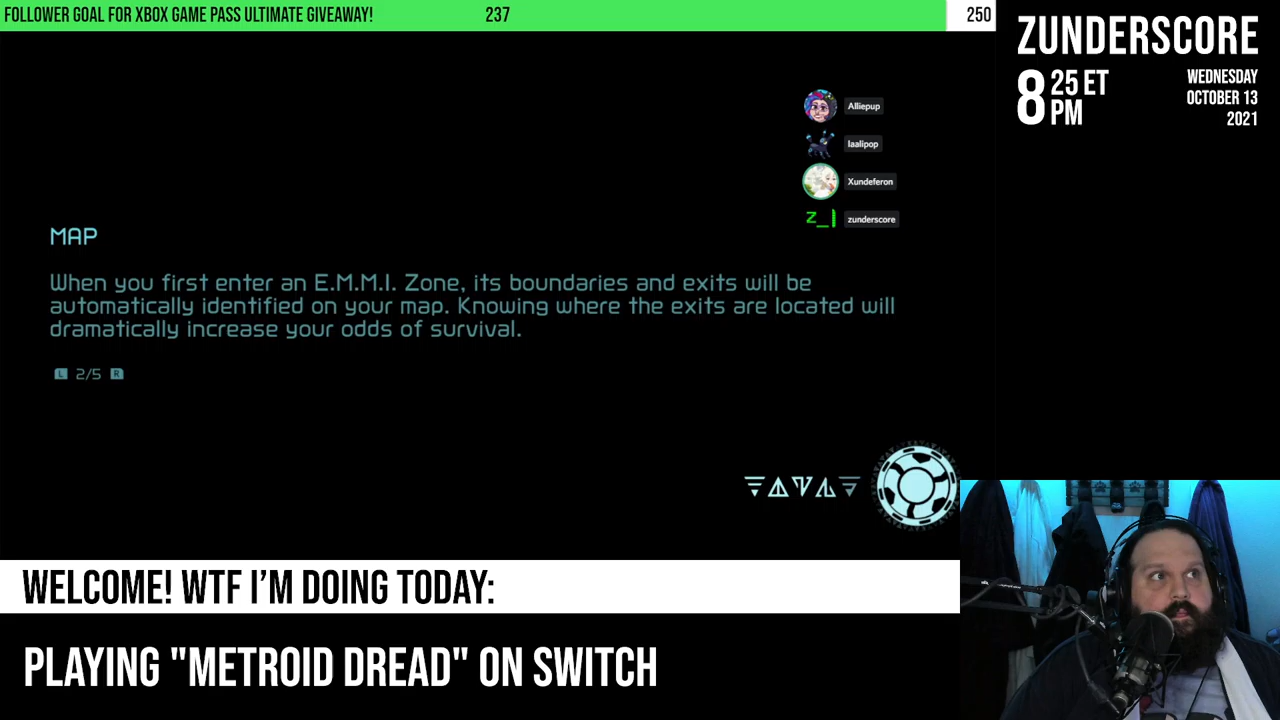 FOLLOWER GOAL FOR XBOX GAME PASS ULTIMATE GIVEAWAY!
237
250
ZUNDERSCORE
8 25 ET
PM
WEDNESDAY
OCTOBER 13
2021
Alliepup
laalipop
Xundeferon
z_|
zunderscore
MAP
When you first enter an E.M.M.I. Zone, its boundaries and exits will be
automatically identified on your map. Knowing where the exits are located will
dramatically increase your odds of survival.
L 2/5 R
WELCOME! WTF I'M DOING TODAY:
PLAYING "METROID DREAD" ON SWITCH